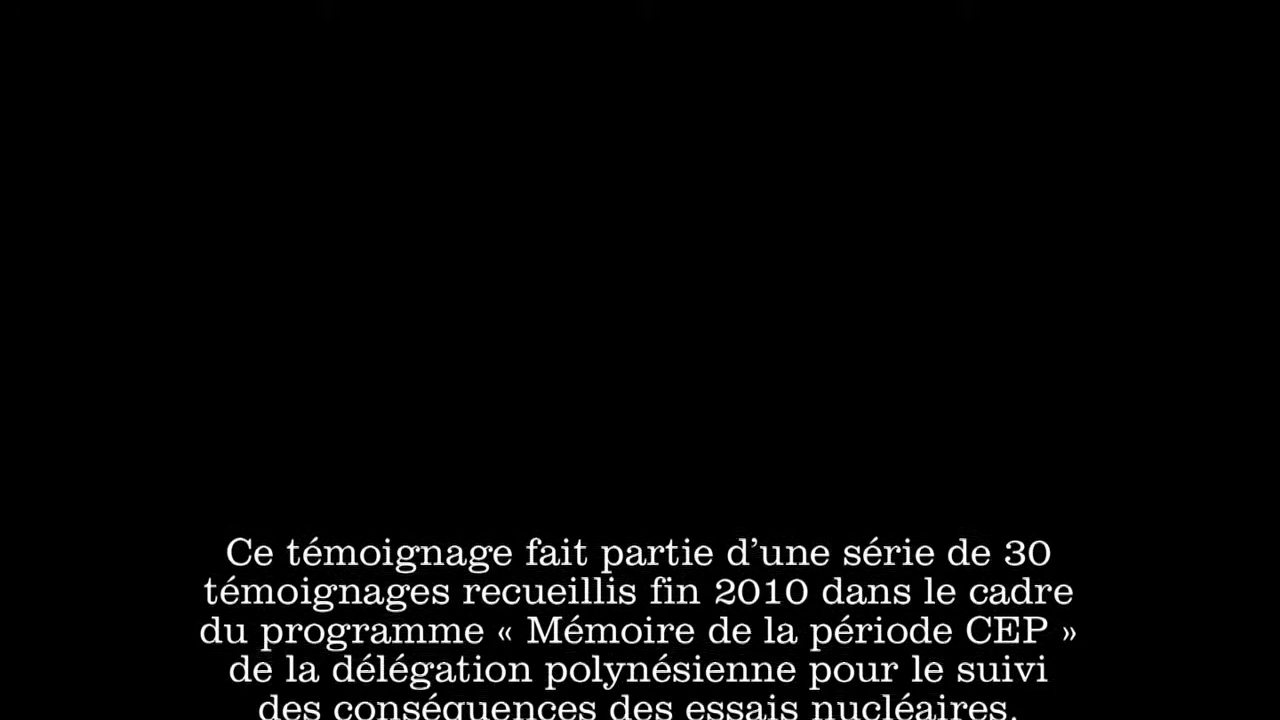 Ce témoignage fait partie d’une série de 30
témoignages recueillis fin 2010 dans le cadre
du programme « Mémoire de la période CEP »
de la délégation polynésienne pour le suivi
des conséquences des essais nucléaires.